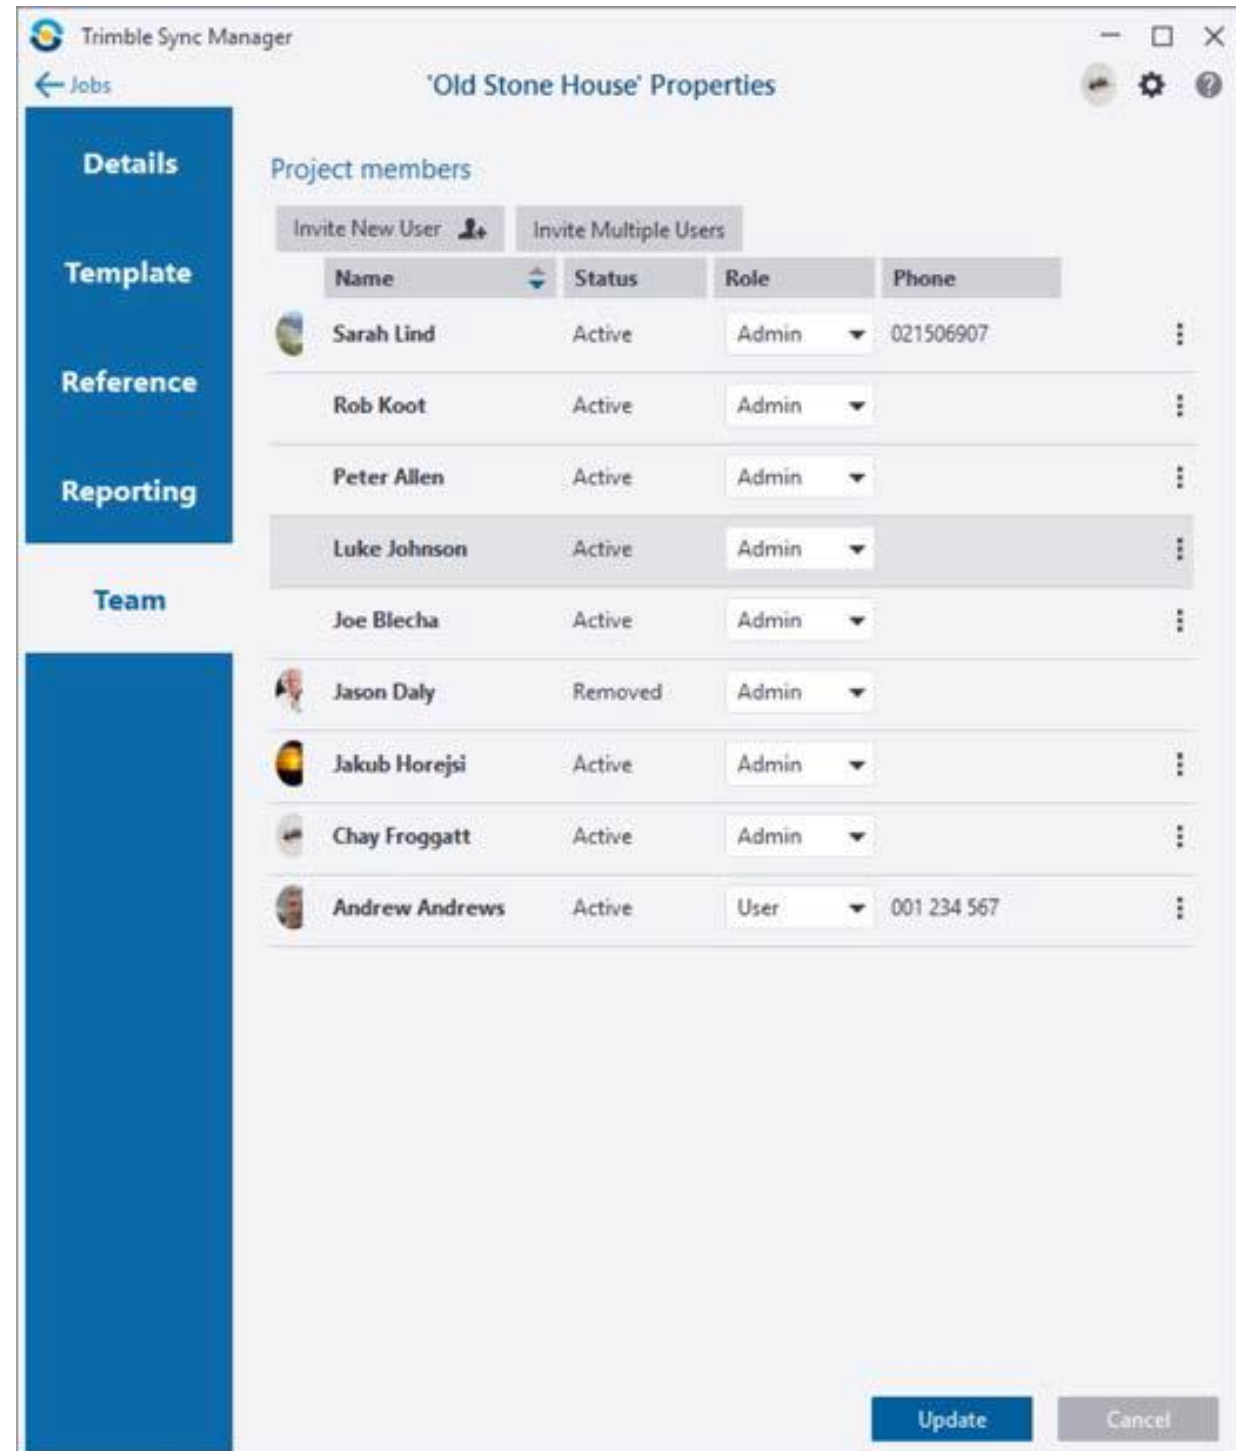 Trimble Sync Manager
Jobs
'Old Stone House' Properties
Details
Template
Reference
Reporting
Team
Project members
Invite New User Invite Multiple Users
Name Status Role Phone
Sarah Lind Active Admin 021506907
Rob Koot Active Admin
Peter Allen Active Admin
Luke Johnson Active Admin
Joe Blecha Active Admin
Jason Daly Removed Admin
Jakub Horejsi Active Admin
Chay Froggatt Active Admin
Andrew Andrews Active User 001 234 567
Update Cancel